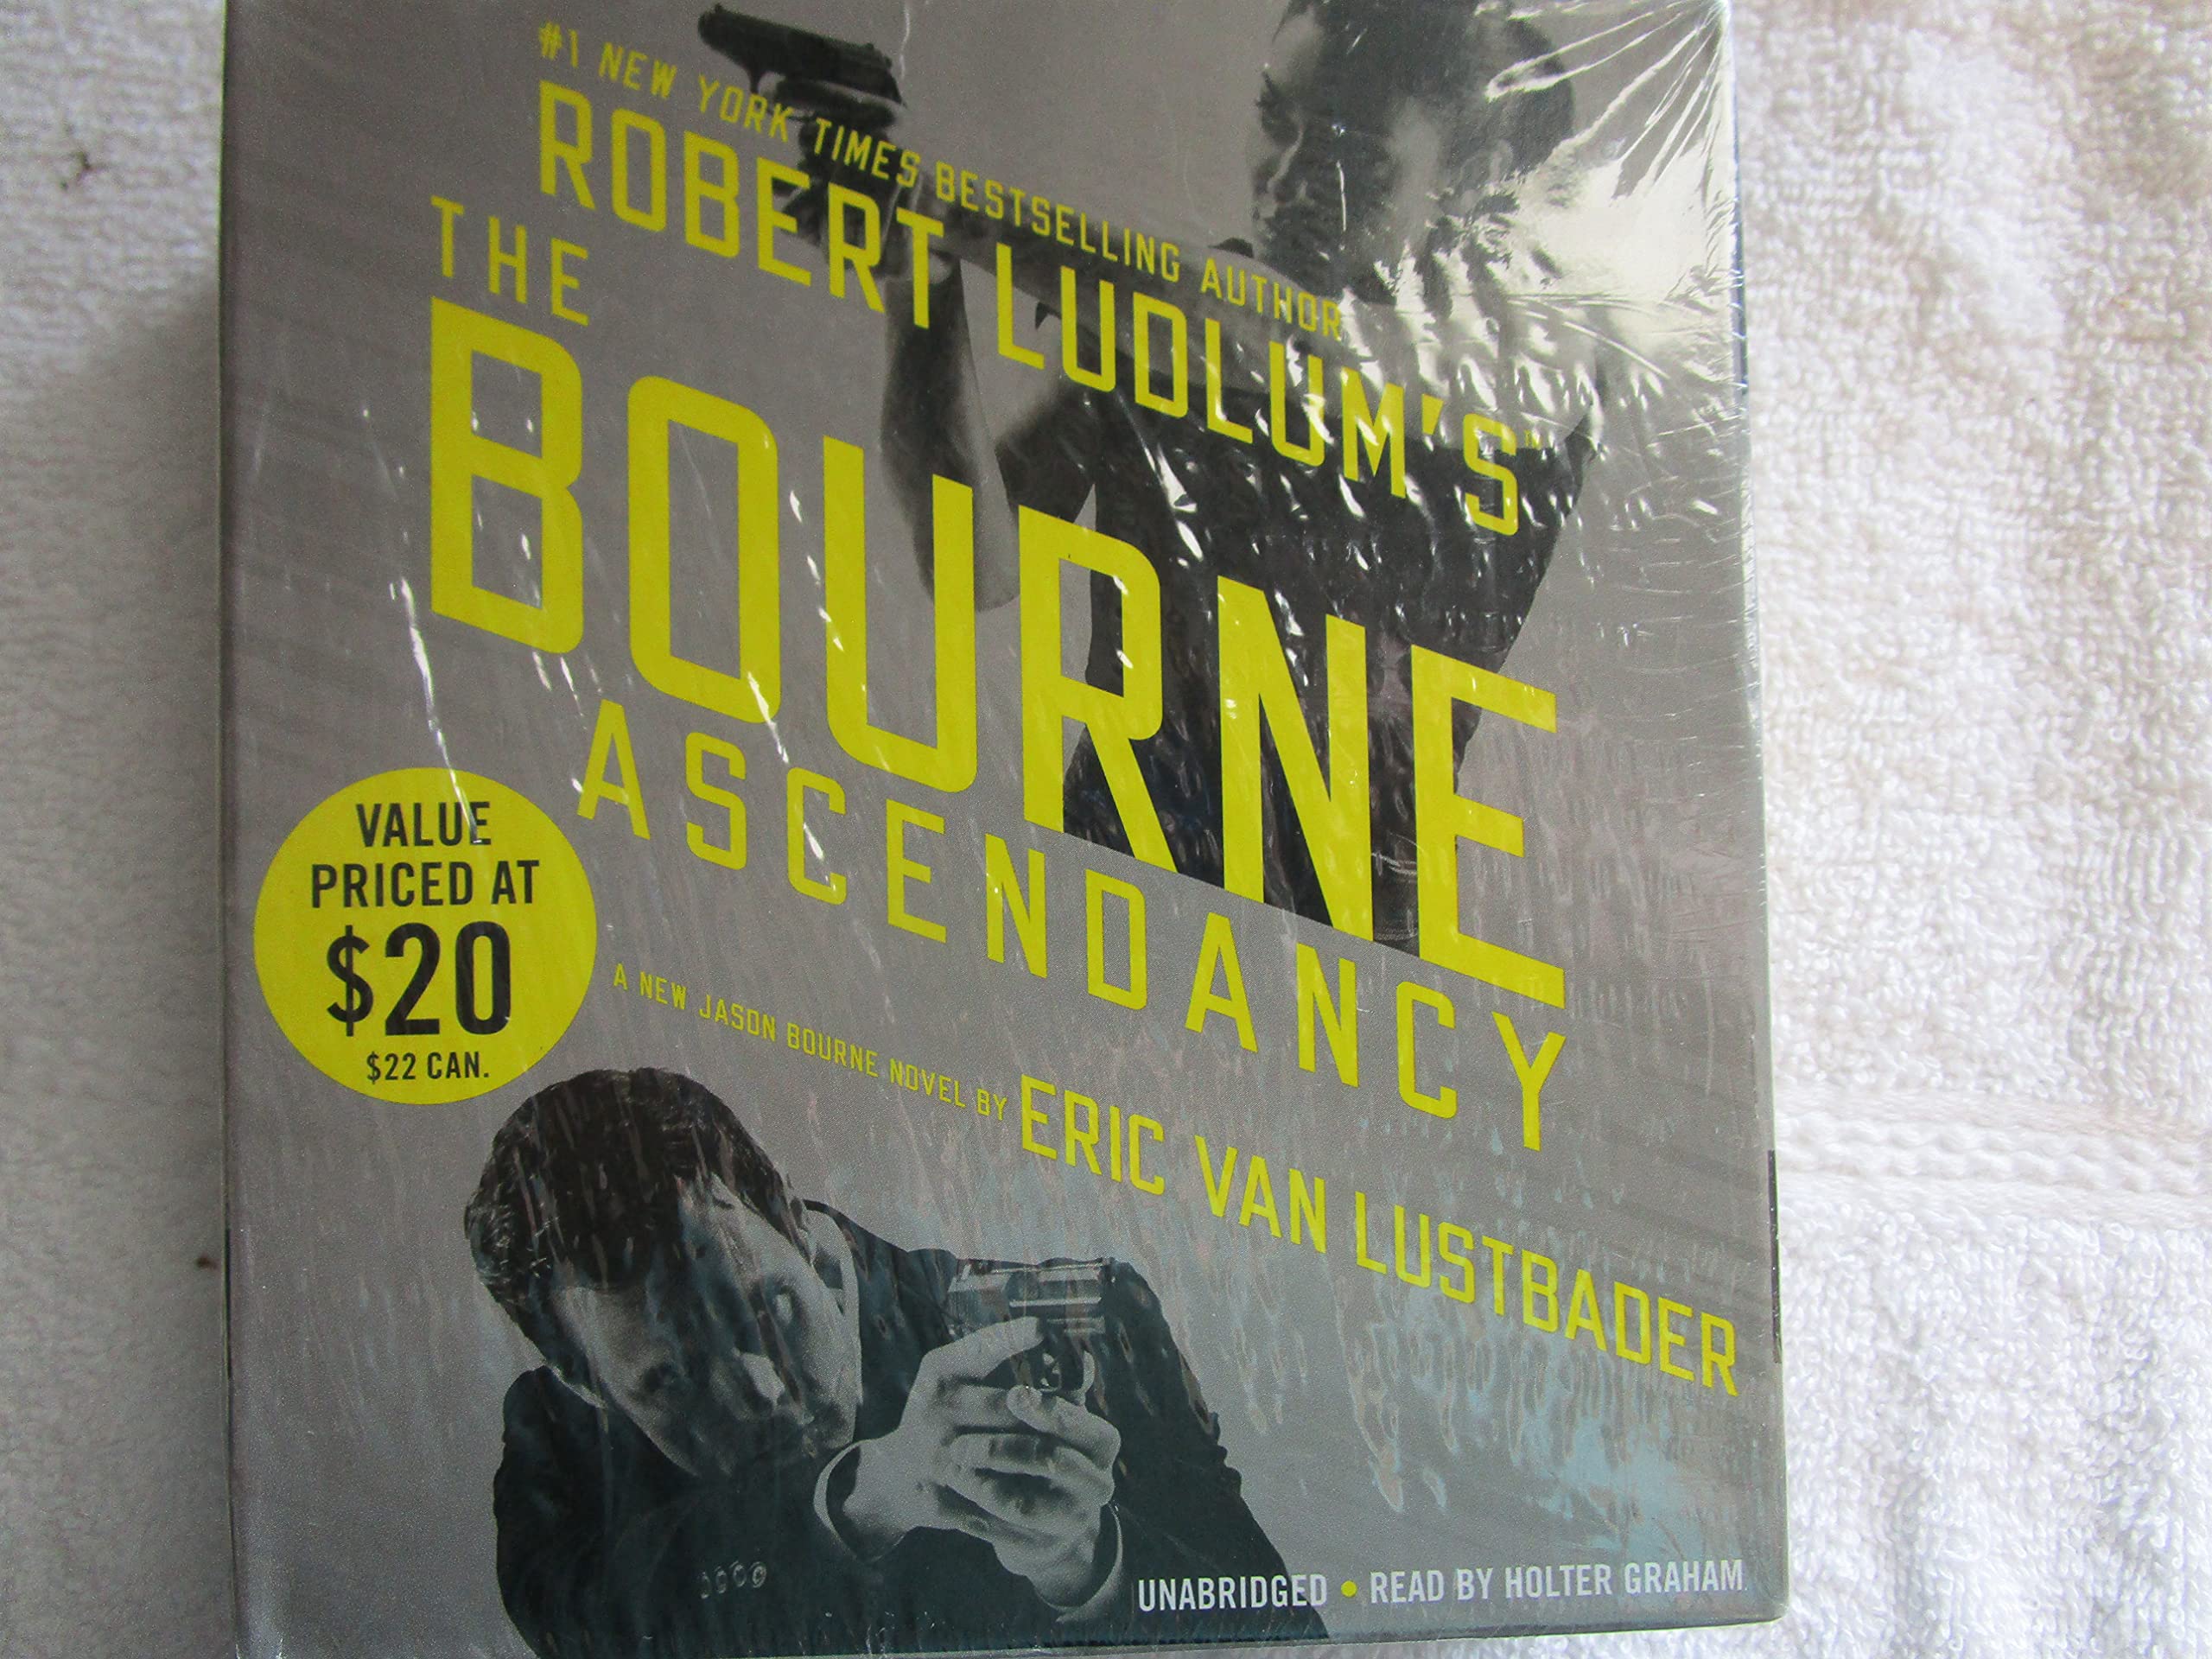 #1 NEW YORK TIMES BESTSELLING AUTHOR
ROBERT LUDLUM'S™
THE
BOURNE
ASCENDANCY
VALUE
PRICED AT
$20
$22 CAN.
A NEW JASON BOURNE NOVEL BY ERIC VAN LUSTBADER
UNABRIDGED • READ BY HOLTER GRAHAM